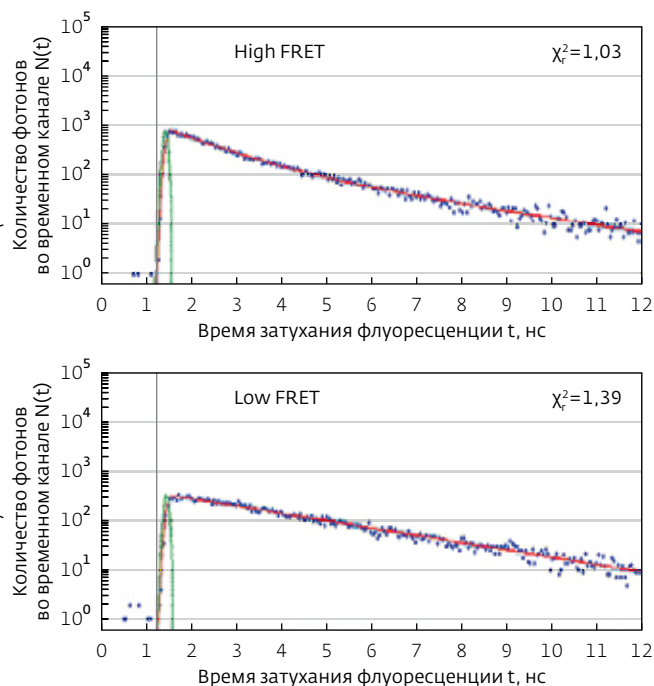 10⁵
10⁴
10³
10²
10¹
10⁰
Количество фотонов
во временном канале N(t)
High FRET
χᵣ²=1,03
0 1 2 3 4 5 6 7 8 9 10 11 12
Время затухания флуоресценции t, нс
10⁵
10⁴
10³
10²
10¹
10⁰
Количество фотонов
во временном канале N(t)
Low FRET
χᵣ²=1,39
0 1 2 3 4 5 6 7 8 9 10 11 12
Время затухания флуоресценции t, нс